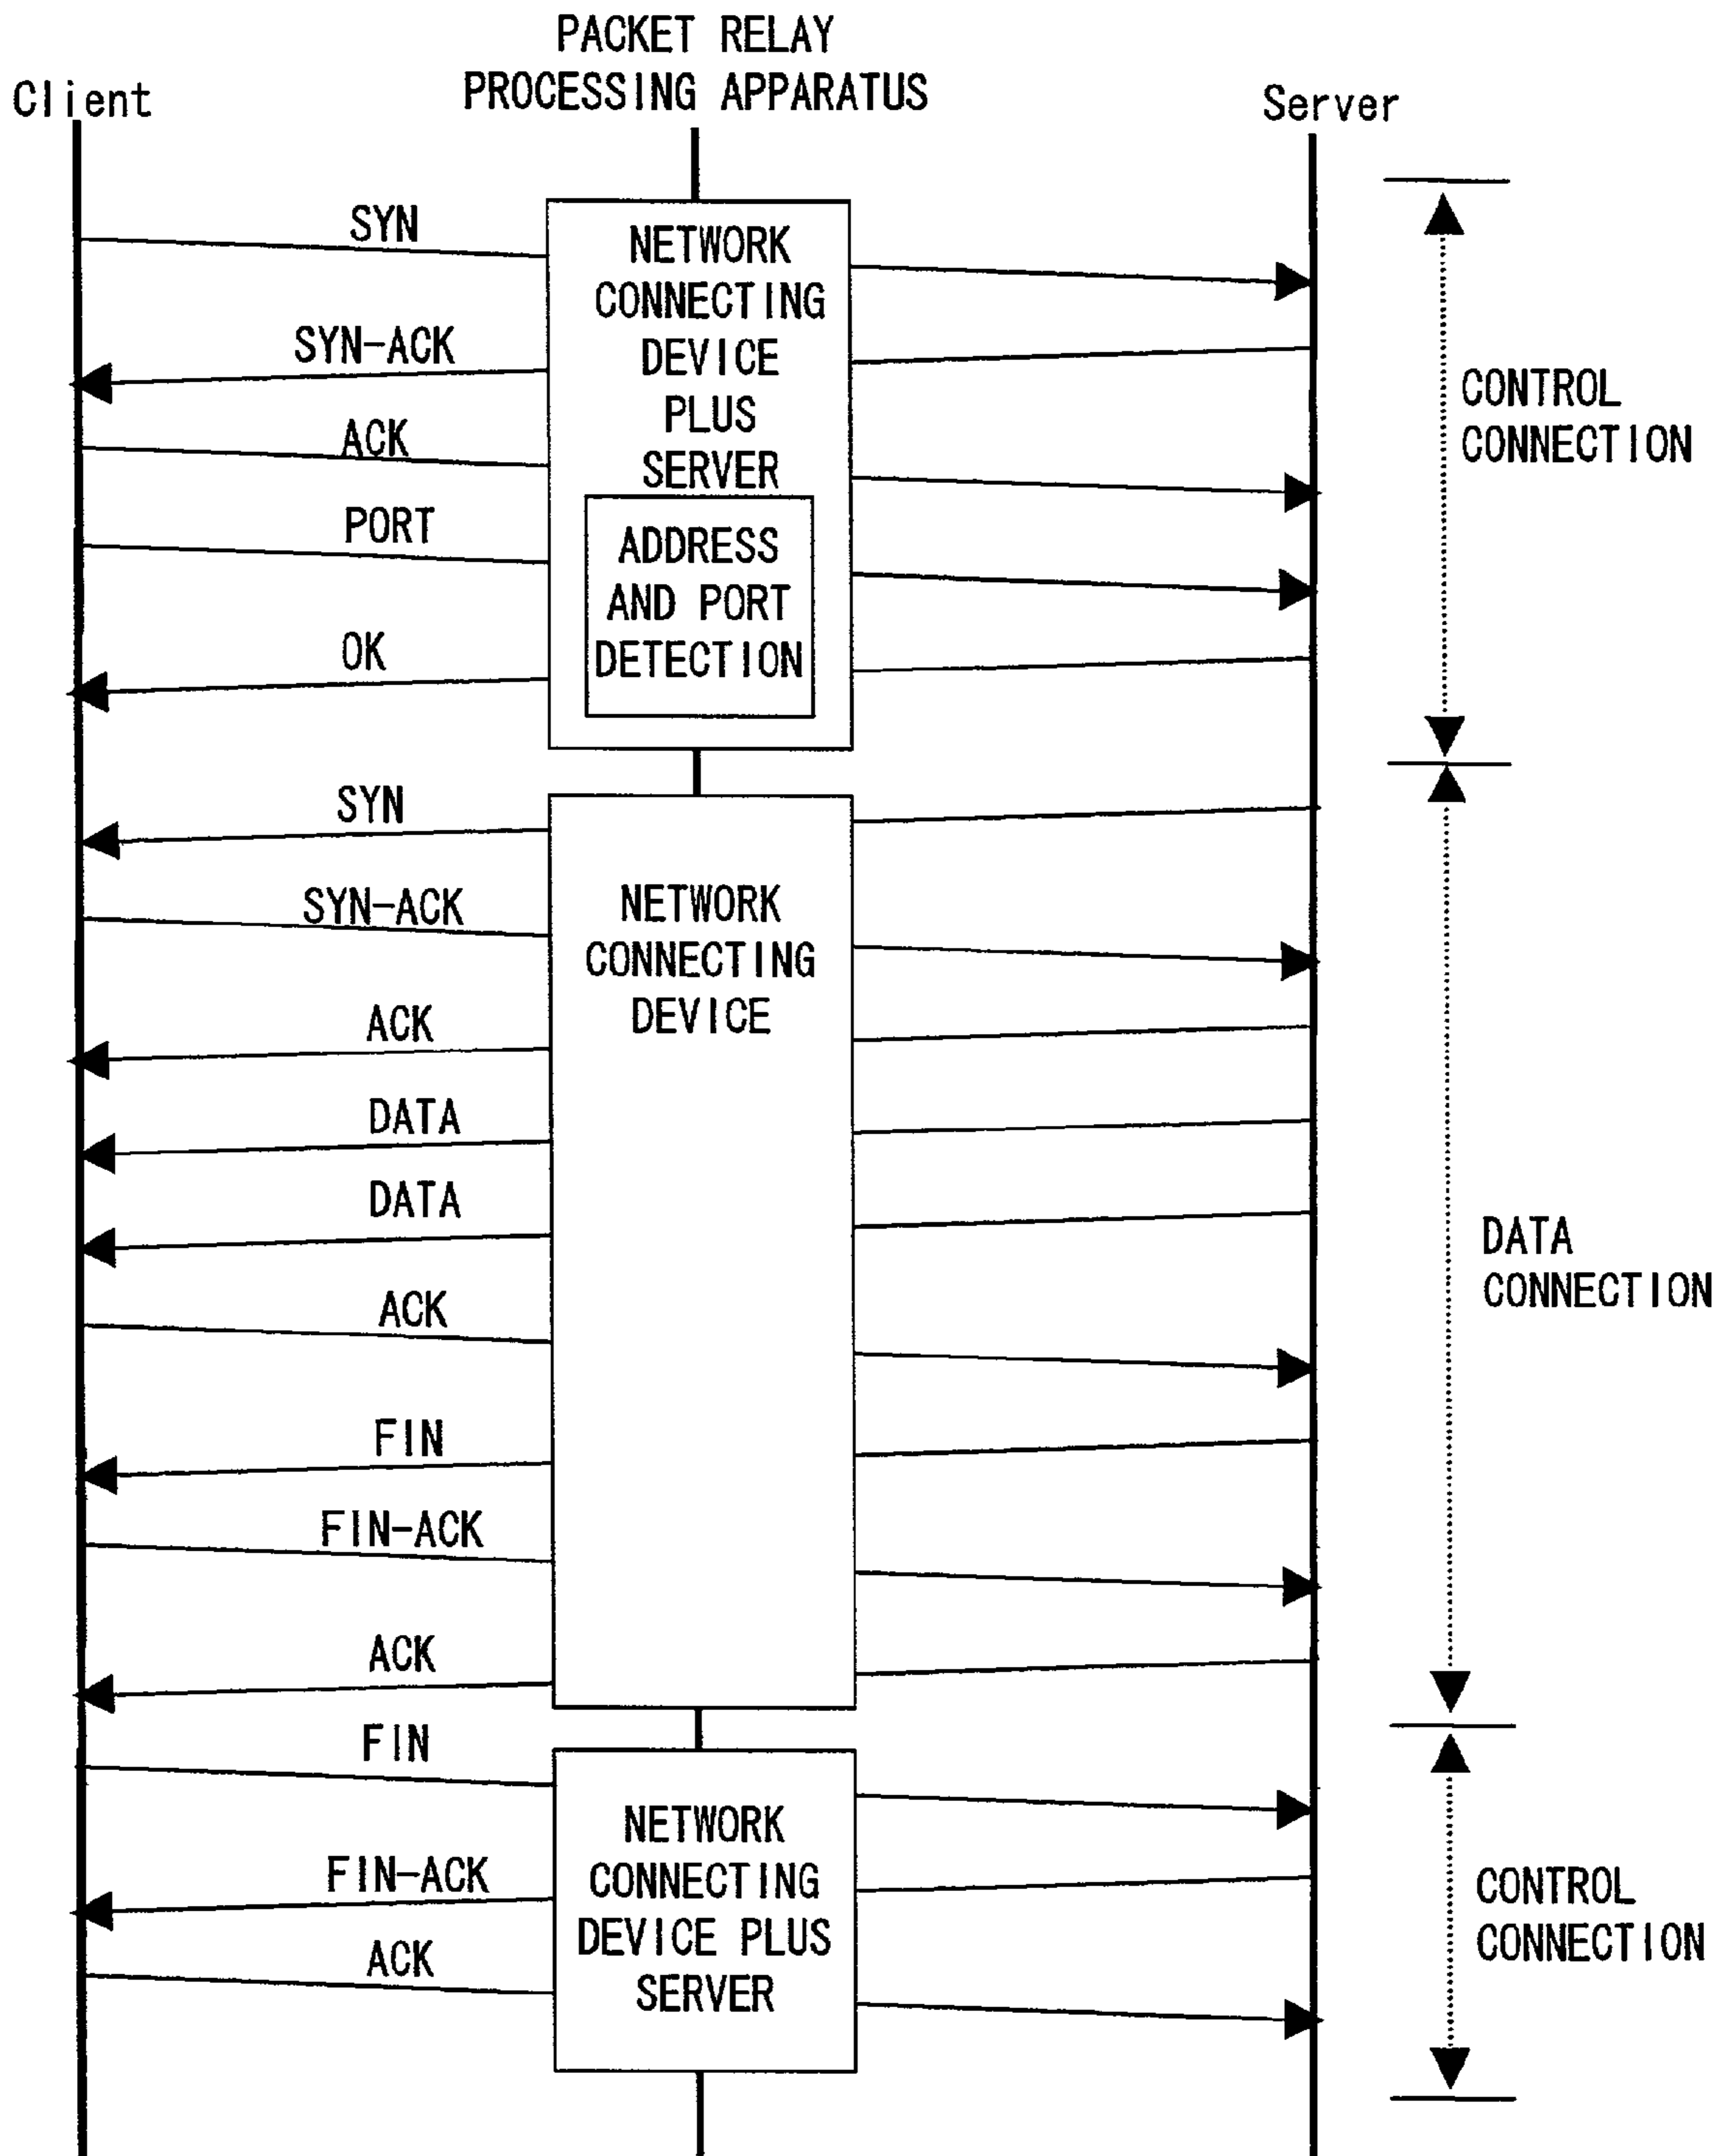 PACKET RELAY
PROCESSING APPARATUS
Client
Server
SYN
NETWORK
CONNECTING
DEVICE
PLUS
SERVER
SYN-ACK
ACK
CONTROL
CONNECTION
PORT
ADDRESS
AND PORT
DETECTION
OK
SYN
SYN-ACK
NETWORK
CONNECTING
DEVICE
ACK
DATA
DATA
ACK
DATA
CONNECTION
FIN
FIN-ACK
ACK
FIN
NETWORK
CONNECTING
DEVICE PLUS
SERVER
FIN-ACK
ACK
CONTROL
CONNECTION